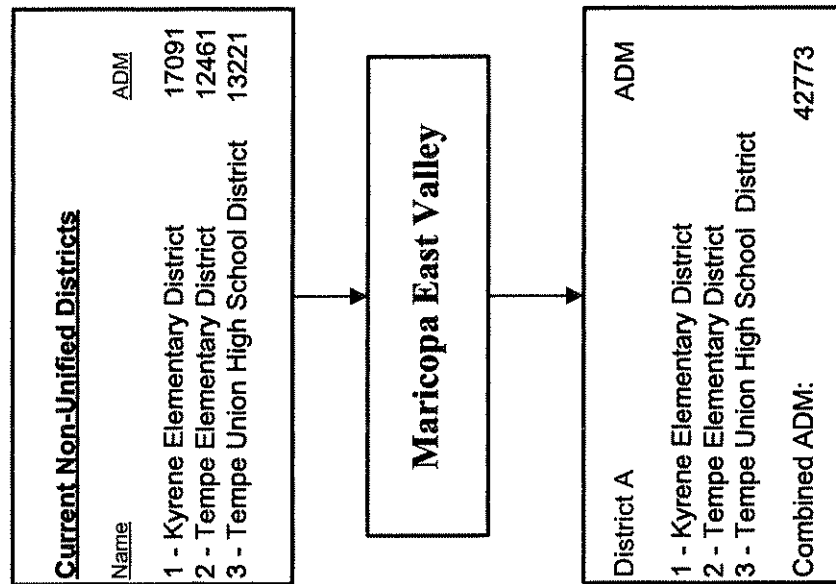 Current Non-Unified Districts
Name ADM
1 - Kyrene Elementary District 17091
2 - Tempe Elementary District 12461
3 - Tempe Union High School District 13221
Maricopa East Valley
District A ADM
1 - Kyrene Elementary District
2 - Tempe Elementary District
3 - Tempe Union High School District
Combined ADM: 42773